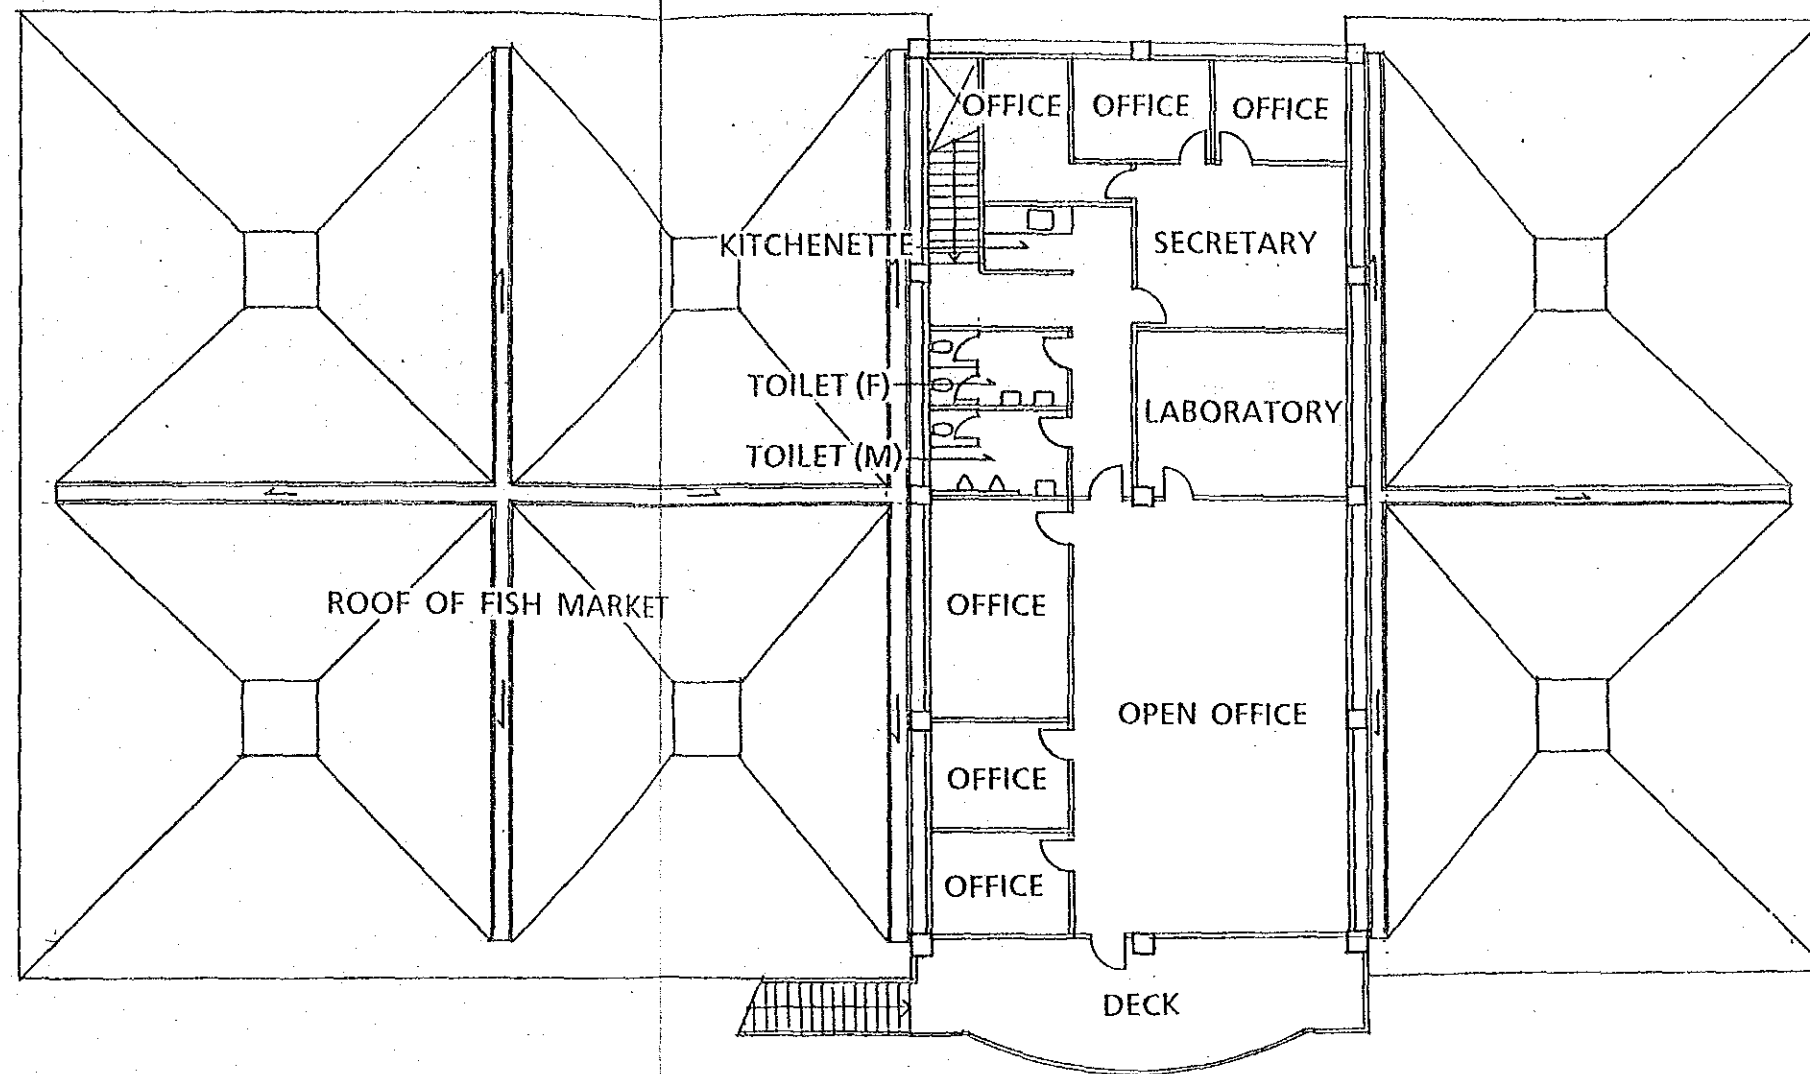 OFFICE
OFFICE
OFFICE
KITCHENETTE
SECRETARY
TOILET (F)
LABORATORY
TOILET (M)
ROOF OF FISH MARKET
OFFICE
OPEN OFFICE
OFFICE
OFFICE
DECK